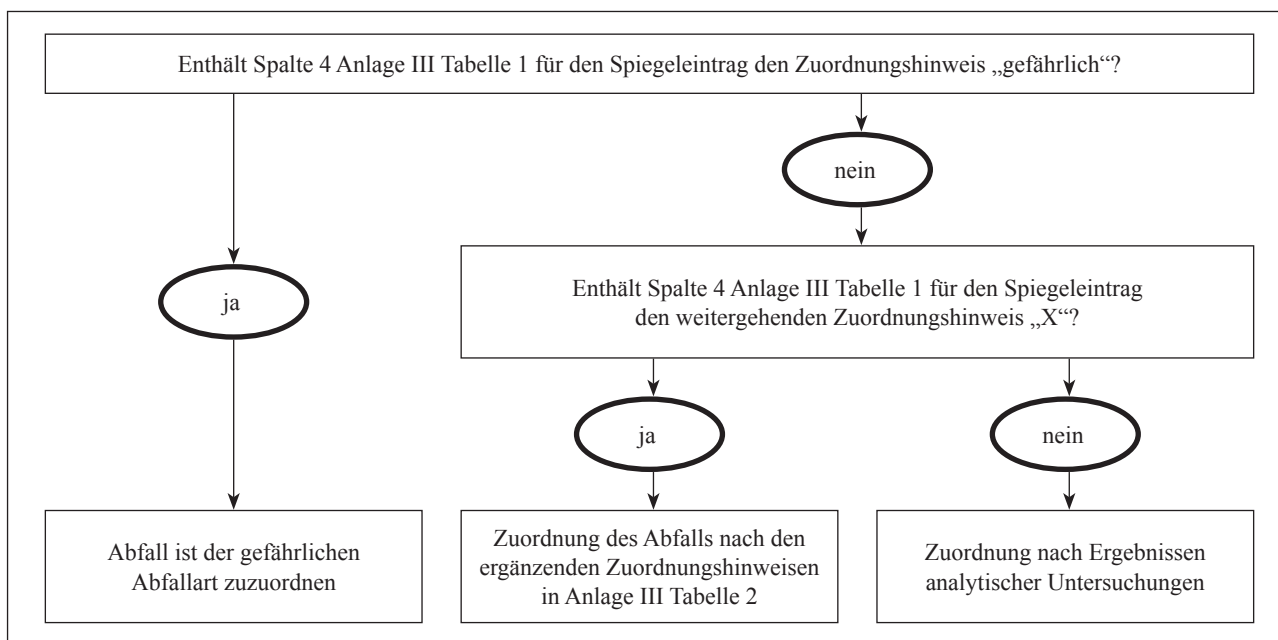 Enthält Spalte 4 Anlage III Tabelle 1 für den Spiegeleintrag den Zuordnungshinweis „gefährlich“?
nein
ja
Enthält Spalte 4 Anlage III Tabelle 1 für den Spiegeleintrag
den weitergehenden Zuordnungshinweis „X“?
ja
nein
Abfall ist der gefährlichen
Abfallart zuzuordnen
Zuordnung des Abfalls nach den
ergänzenden Zuordnungshinweisen
in Anlage III Tabelle 2
Zuordnung nach Ergebnissen
analytischer Untersuchungen